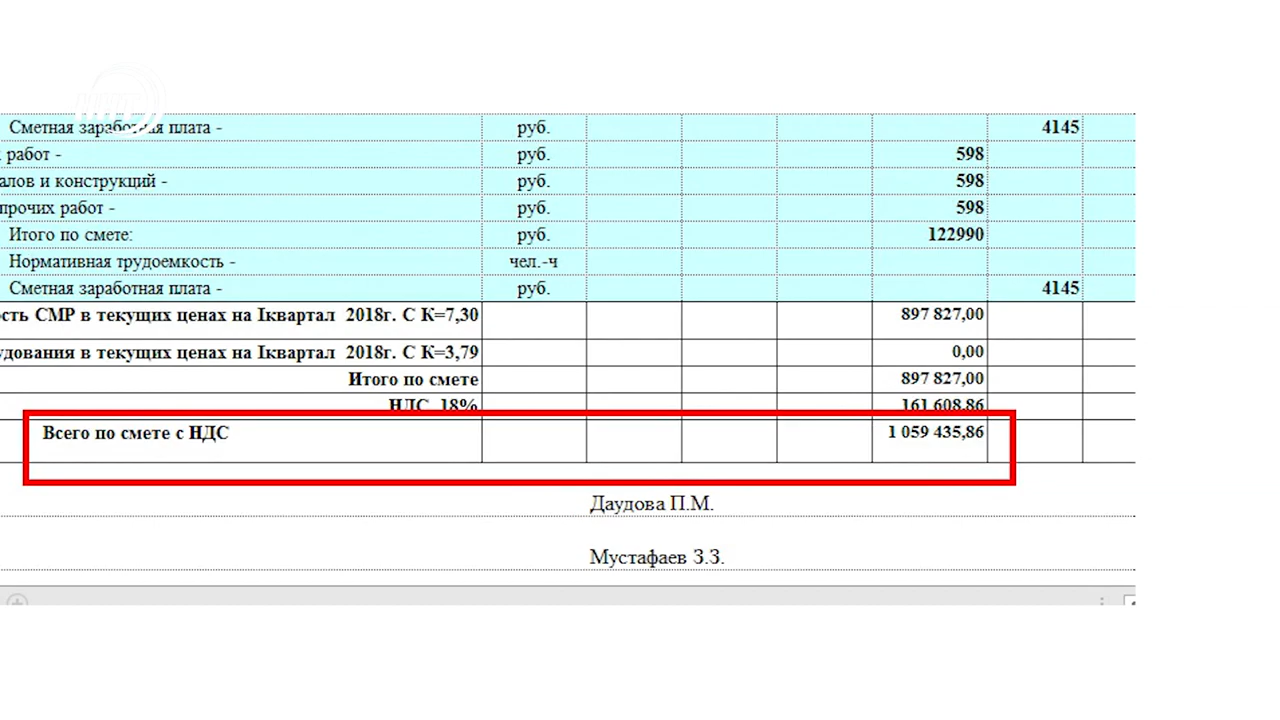 ННТ
Сметная заработная плата - руб. 4145
работ - руб. 598
алов и конструкций - руб. 598
прочих работ - руб. 598
Итого по смете: руб. 122990
Нормативная трудоемкость - чел.-ч
Сметная заработная плата - руб. 4145
сть СМР в текущих ценах на Iквартал 2018г. С К=7,30 897 827,00
удования в текущих ценах на Iквартал 2018г. С К=3,79 0,00
Итого по смете 897 827,00
НДС 18% 161 608,86
Всего по смете с НДС 1 059 435,86
Даудова П.М.
Мустафаев З.З.